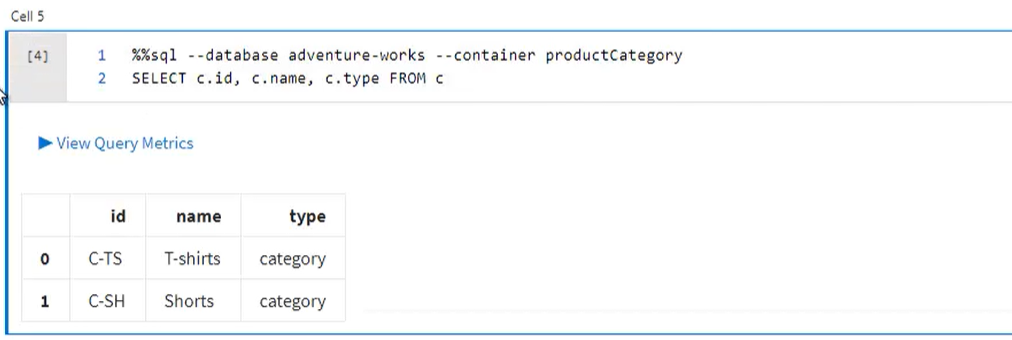 Cell 5
[4]
1 %%sql --database adventure-works --container productCategory
2 SELECT c.id, c.name, c.type FROM c
View Query Metrics
id name type
0 C-TS T-shirts category
1 C-SH Shorts category